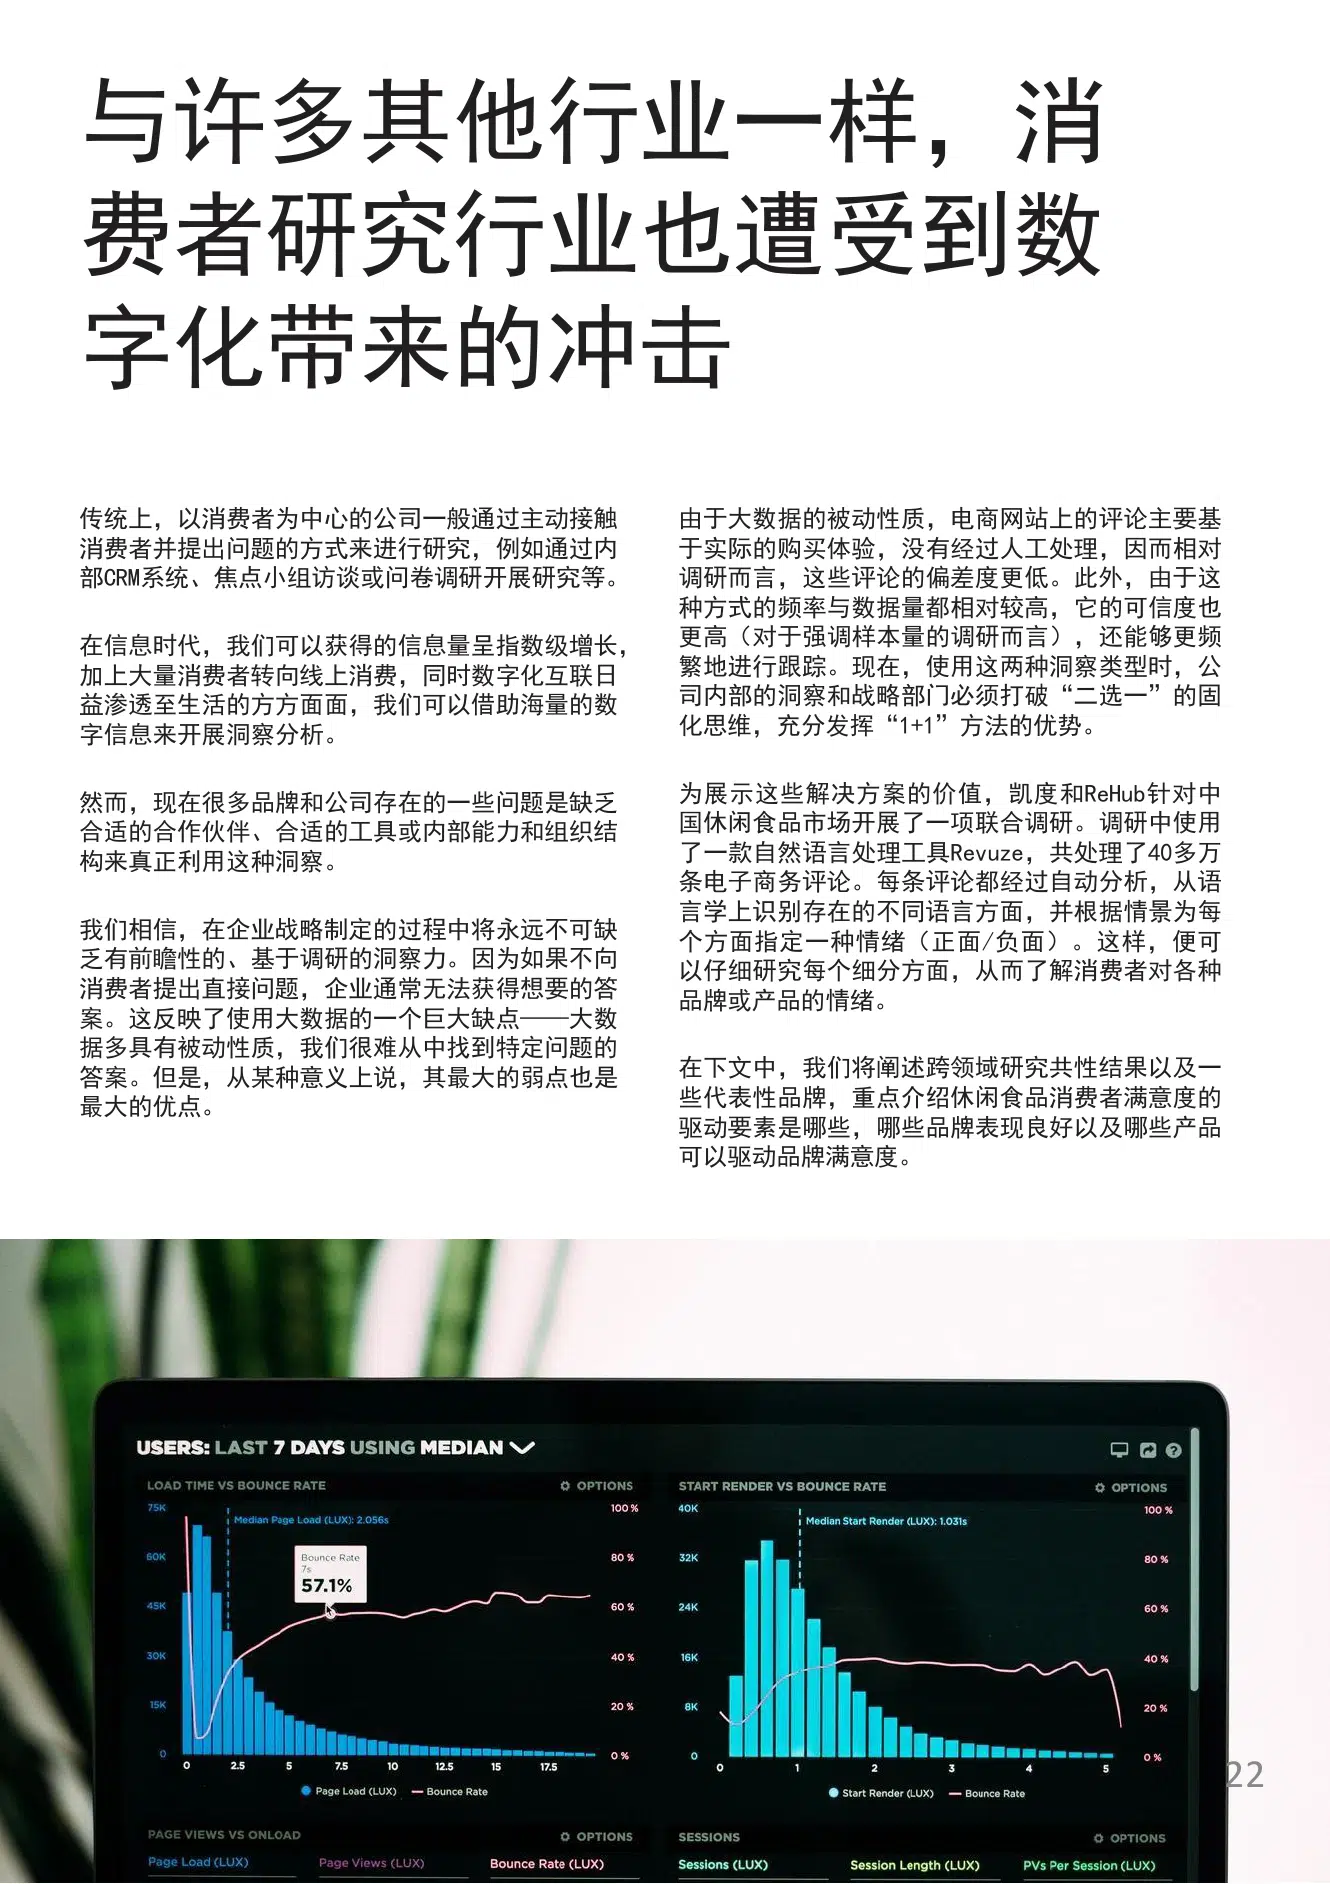 与许多其他行业一样，消
费者研究行业也遭受到数
字化带来的冲击
传统上，以消费者为中心的公司一般通过主动接触
消费者并提出问题的方式来进行研究，例如通过内
部CRM系统、焦点小组访谈或问卷调研开展研究等。
在信息时代，我们可以获得的信息量呈指数级增长，
加上大量消费者转向线上消费，同时数字化互联日
益渗透至生活的方方面面，我们可以借助海量的数
字信息来开展洞察分析。
然而，现在很多品牌和公司存在的一些问题是缺乏
合适的合作伙伴、合适的工具或内部能力和组织结
构来真正利用这种洞察。
我们相信，在企业战略制定的过程中将永远不可缺
乏有前瞻性的、基于调研的洞察力。因为如果不向
消费者提出直接问题，企业通常无法获得想要的答
案。这反映了使用大数据的一个巨大缺点——大数
据多具有被动性质，我们很难从中找到特定问题的
答案。但是，从某种意义上说，其最大的弱点也是
最大的优点。
由于大数据的被动性质，电商网站上的评论主要基
于实际的购买体验，没有经过人工处理，因而相对
调研而言，这些评论的偏差度更低。此外，由于这
种方式的频率与数据量都相对较高，它的可信度也
更高（对于强调样本量的调研而言），还能够更频
繁地进行跟踪。现在，使用这两种洞察类型时，公
司内部的洞察和战略部门必须打破“二选一”的固
化思维，充分发挥“1+1”方法的优势。
为展示这些解决方案的价值，凯度和ReHub针对中
国休闲食品市场开展了一项联合调研。调研中使用
了一款自然语言处理工具Revuze，共处理了40多万
条电子商务评论。每条评论都经过自动分析，从语
言学上识别存在的不同语言方面，并根据情景为每
个方面指定一种情绪（正面/负面）。这样，便可
以仔细研究每个细分方面，从而了解消费者对各种
品牌或产品的情绪。
在下文中，我们将阐述跨领域研究共性结果以及一
些代表性品牌，重点介绍休闲食品消费者满意度的
驱动要素是哪些，哪些品牌表现良好以及哪些产品
可以驱动品牌满意度。
USERS: LAST 7 DAYS USING MEDIAN
LOAD TIME VS BOUNCE RATE
OPTIONS
75K
60K
45K
30K
15K
0
Median Page Load (LUX): 2.056s
Bounce Rate
7s
57.1%
100 %
80 %
60 %
40 %
20 %
0 %
0 2.5 5 7.5 10 12.5 15 17.5
Page Load (LUX) Bounce Rate
START RENDER VS BOUNCE RATE
OPTIONS
40K
32K
24K
16K
8K
0
Median Start Render (LUX): 1.031s
100 %
80 %
60 %
40 %
20 %
0 %
0 1 2 3 4 5
Start Render (LUX) Bounce Rate
PAGE VIEWS VS ONLOAD
OPTIONS
Page Load (LUX) Page Views (LUX) Bounce Rate (LUX)
SESSIONS
OPTIONS
Sessions (LUX) Session Length (LUX) PVs Per Session (LUX)
22